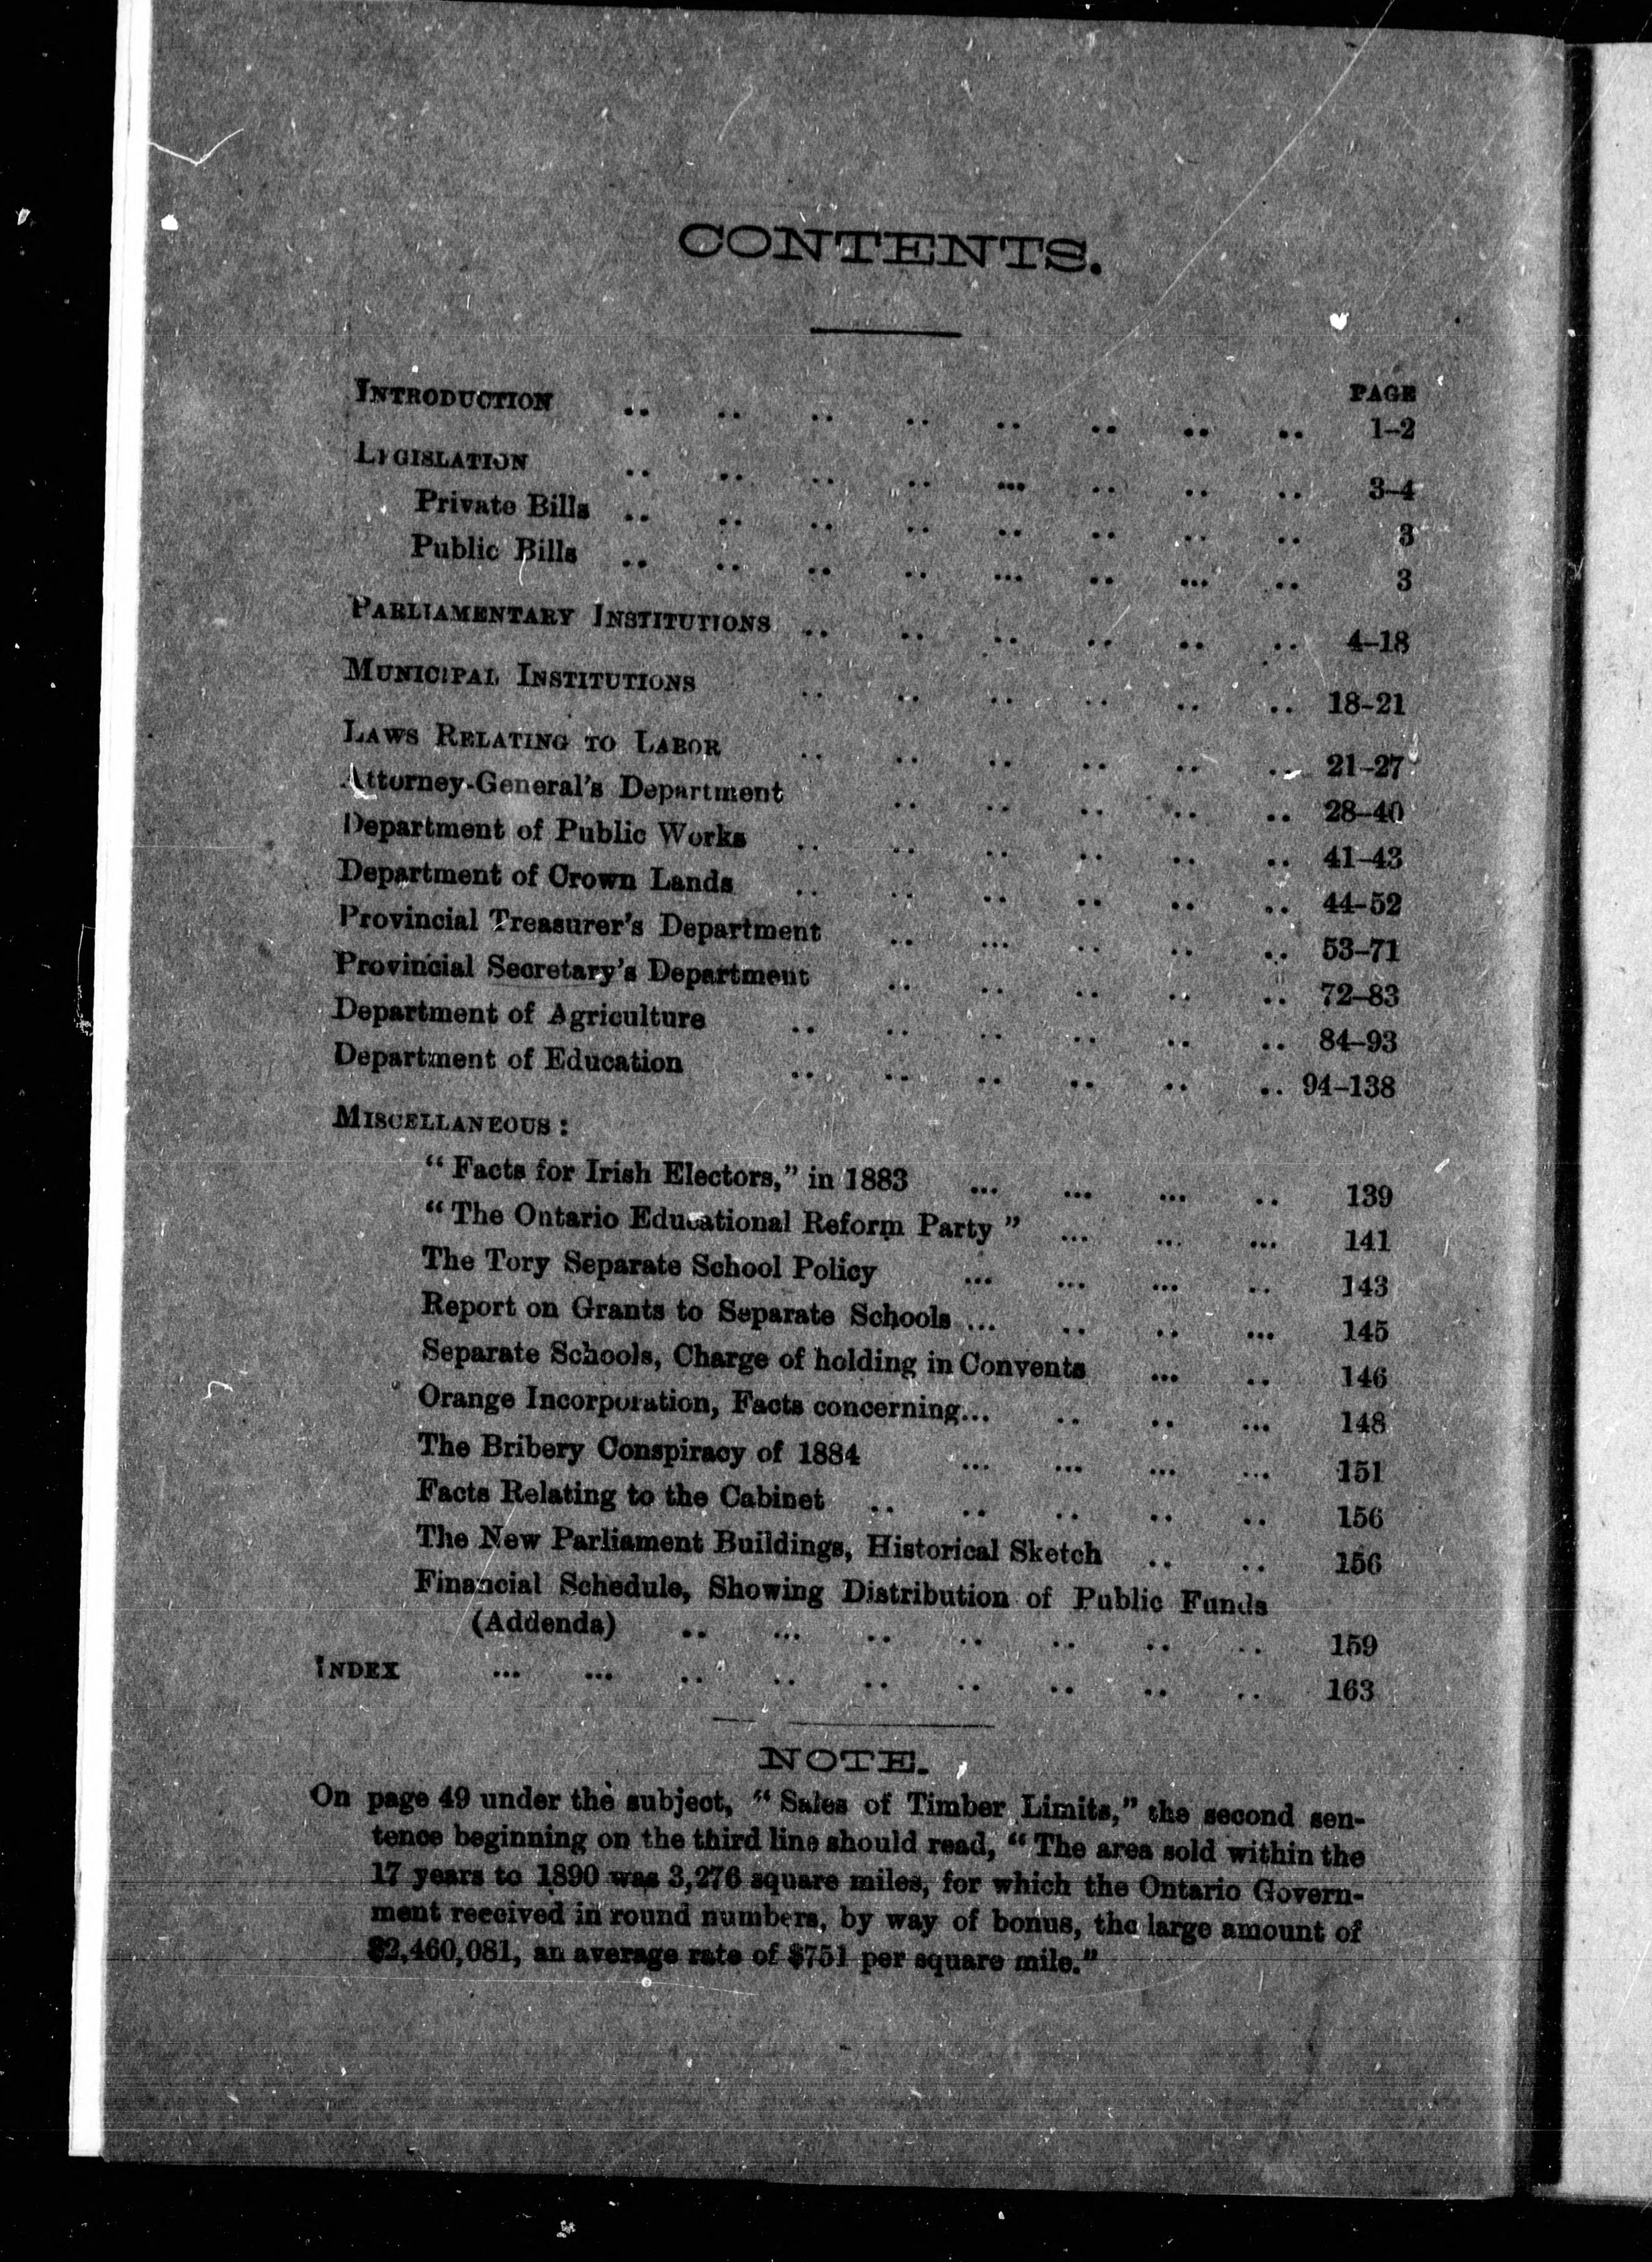 CONTENTS.
PAGE
INTRODUCTION .. .. .. .. .. .. .. .. 1–2
LEGISLATION .. .. .. .. ... .. .. .. 3–4
Private Bills .. .. .. .. .. .. .. .. 3
Public Bills .. .. .. .. ... .. ... .. 3
PARLIAMENTARY INSTITUTIONS .. .. .. .. .. .. 4–18
MUNICIPAL INSTITUTIONS .. .. .. .. .. .. 18–21
LAWS RELATING TO LABOR .. .. .. .. .. .. 21–27
Attorney-General's Department .. .. .. .. .. 28–40
Department of Public Works .. .. .. .. .. .. 41–43
Department of Crown Lands .. .. .. .. .. .. 44–52
Provincial Treasurer's Department .. ... .. .. .. 53–71
Provincial Secretary's Department .. .. .. .. .. 72–83
Department of Agriculture .. .. .. .. .. .. 84–93
Department of Education .. .. .. .. .. .. 94–138
MISCELLANEOUS:
“Facts for Irish Electors,” in 1883 ... ... ... .. 139
“The Ontario Educational Reform Party” ... ... ... 141
The Tory Separate School Policy ... ... ... .. 143
Report on Grants to Separate Schools ... .. .. ... 145
Separate Schools, Charge of holding in Convents ... .. 146
Orange Incorporation, Facts concerning... .. .. ... 148
The Bribery Conspiracy of 1884 ... ... ... ... 151
Facts Relating to the Cabinet .. .. .. .. .. 156
The New Parliament Buildings, Historical Sketch .. .. 156
Financial Schedule, Showing Distribution of Public Funds
(Addenda) .. ... .. .. .. .. .. 159
INDEX ... ... .. .. .. .. .. .. .. 163
NOTE.
On page 49 under the subject, “Sales of Timber Limits,” the second sen-
tence beginning on the third line should read, “The area sold within the
17 years to 1890 was 3,276 square miles, for which the Ontario Govern-
ment received in round numbers, by way of bonus, the large amount of
$2,460,081, an average rate of $751 per square mile.”